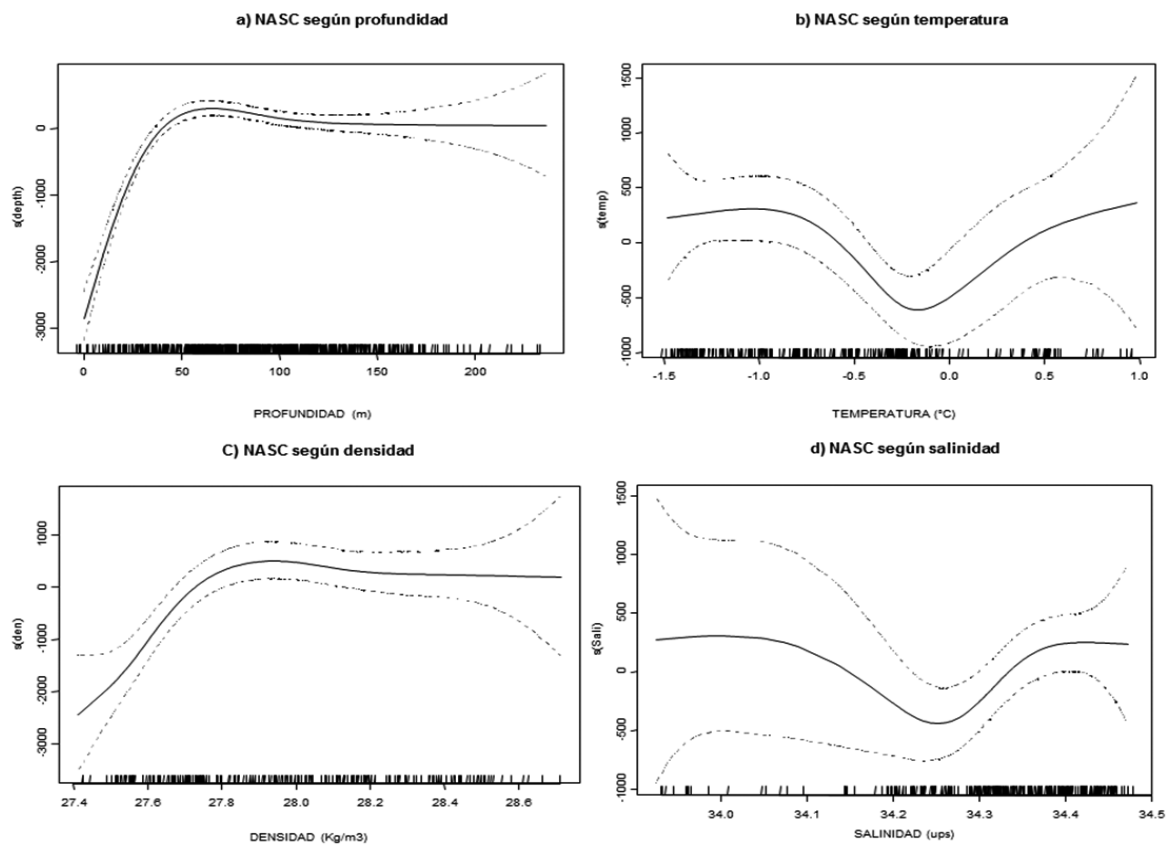 a) NASC según profundidad
s(depth)
0
-1000
-2000
-3000
0 50 100 150 200
PROFUNDIDAD (m)
b) NASC según temperatura
s(temp)
1500
1000
500
0
-500
-1000
-1.5 -1.0 -0.5 0.0 0.5 1.0
TEMPERATURA (°C)
C) NASC según densidad
s(den)
1000
0
-1000
-2000
-3000
27.4 27.6 27.8 28.0 28.2 28.4 28.6
DENSIDAD (Kg/m3)
d) NASC según salinidad
s(Sali)
1500
1000
500
0
-500
-1000
34.0 34.2 34.3 34.4 34.5
SALINIDAD (ups)